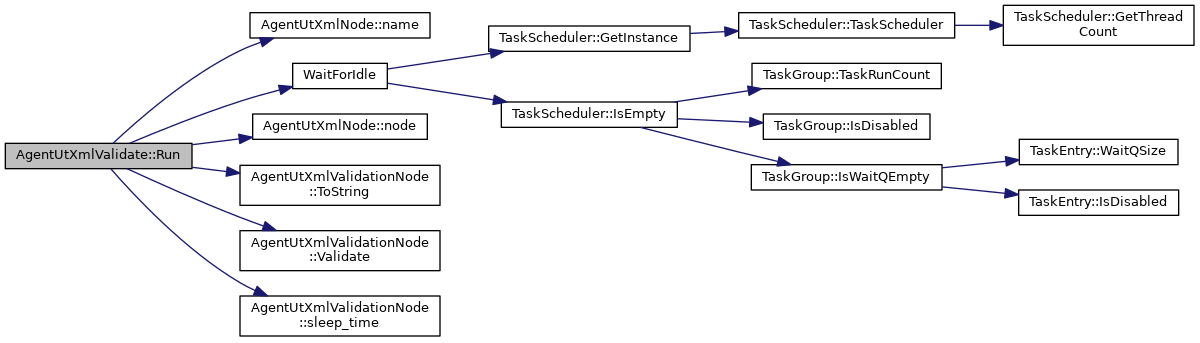 AgentUtXmlValidate::Run
AgentUtXmlNode::name
WaitForIdle
AgentUtXmlNode::node
AgentUtXmlValidationNode
::ToString
AgentUtXmlValidationNode
::Validate
AgentUtXmlValidationNode
::sleep_time
TaskScheduler::GetInstance
TaskScheduler::IsEmpty
TaskScheduler::TaskScheduler
TaskGroup::TaskRunCount
TaskGroup::IsDisabled
TaskGroup::IsWaitQEmpty
TaskScheduler::GetThread
Count
TaskEntry::WaitQSize
TaskEntry::IsDisabled